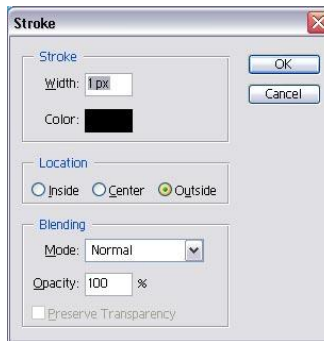 Stroke
Stroke
Width: 1 px
Color:
OK
Cancel
Location
Inside Center Outside
Blending
Mode: Normal
Opacity: 100 %
Preserve Transparency